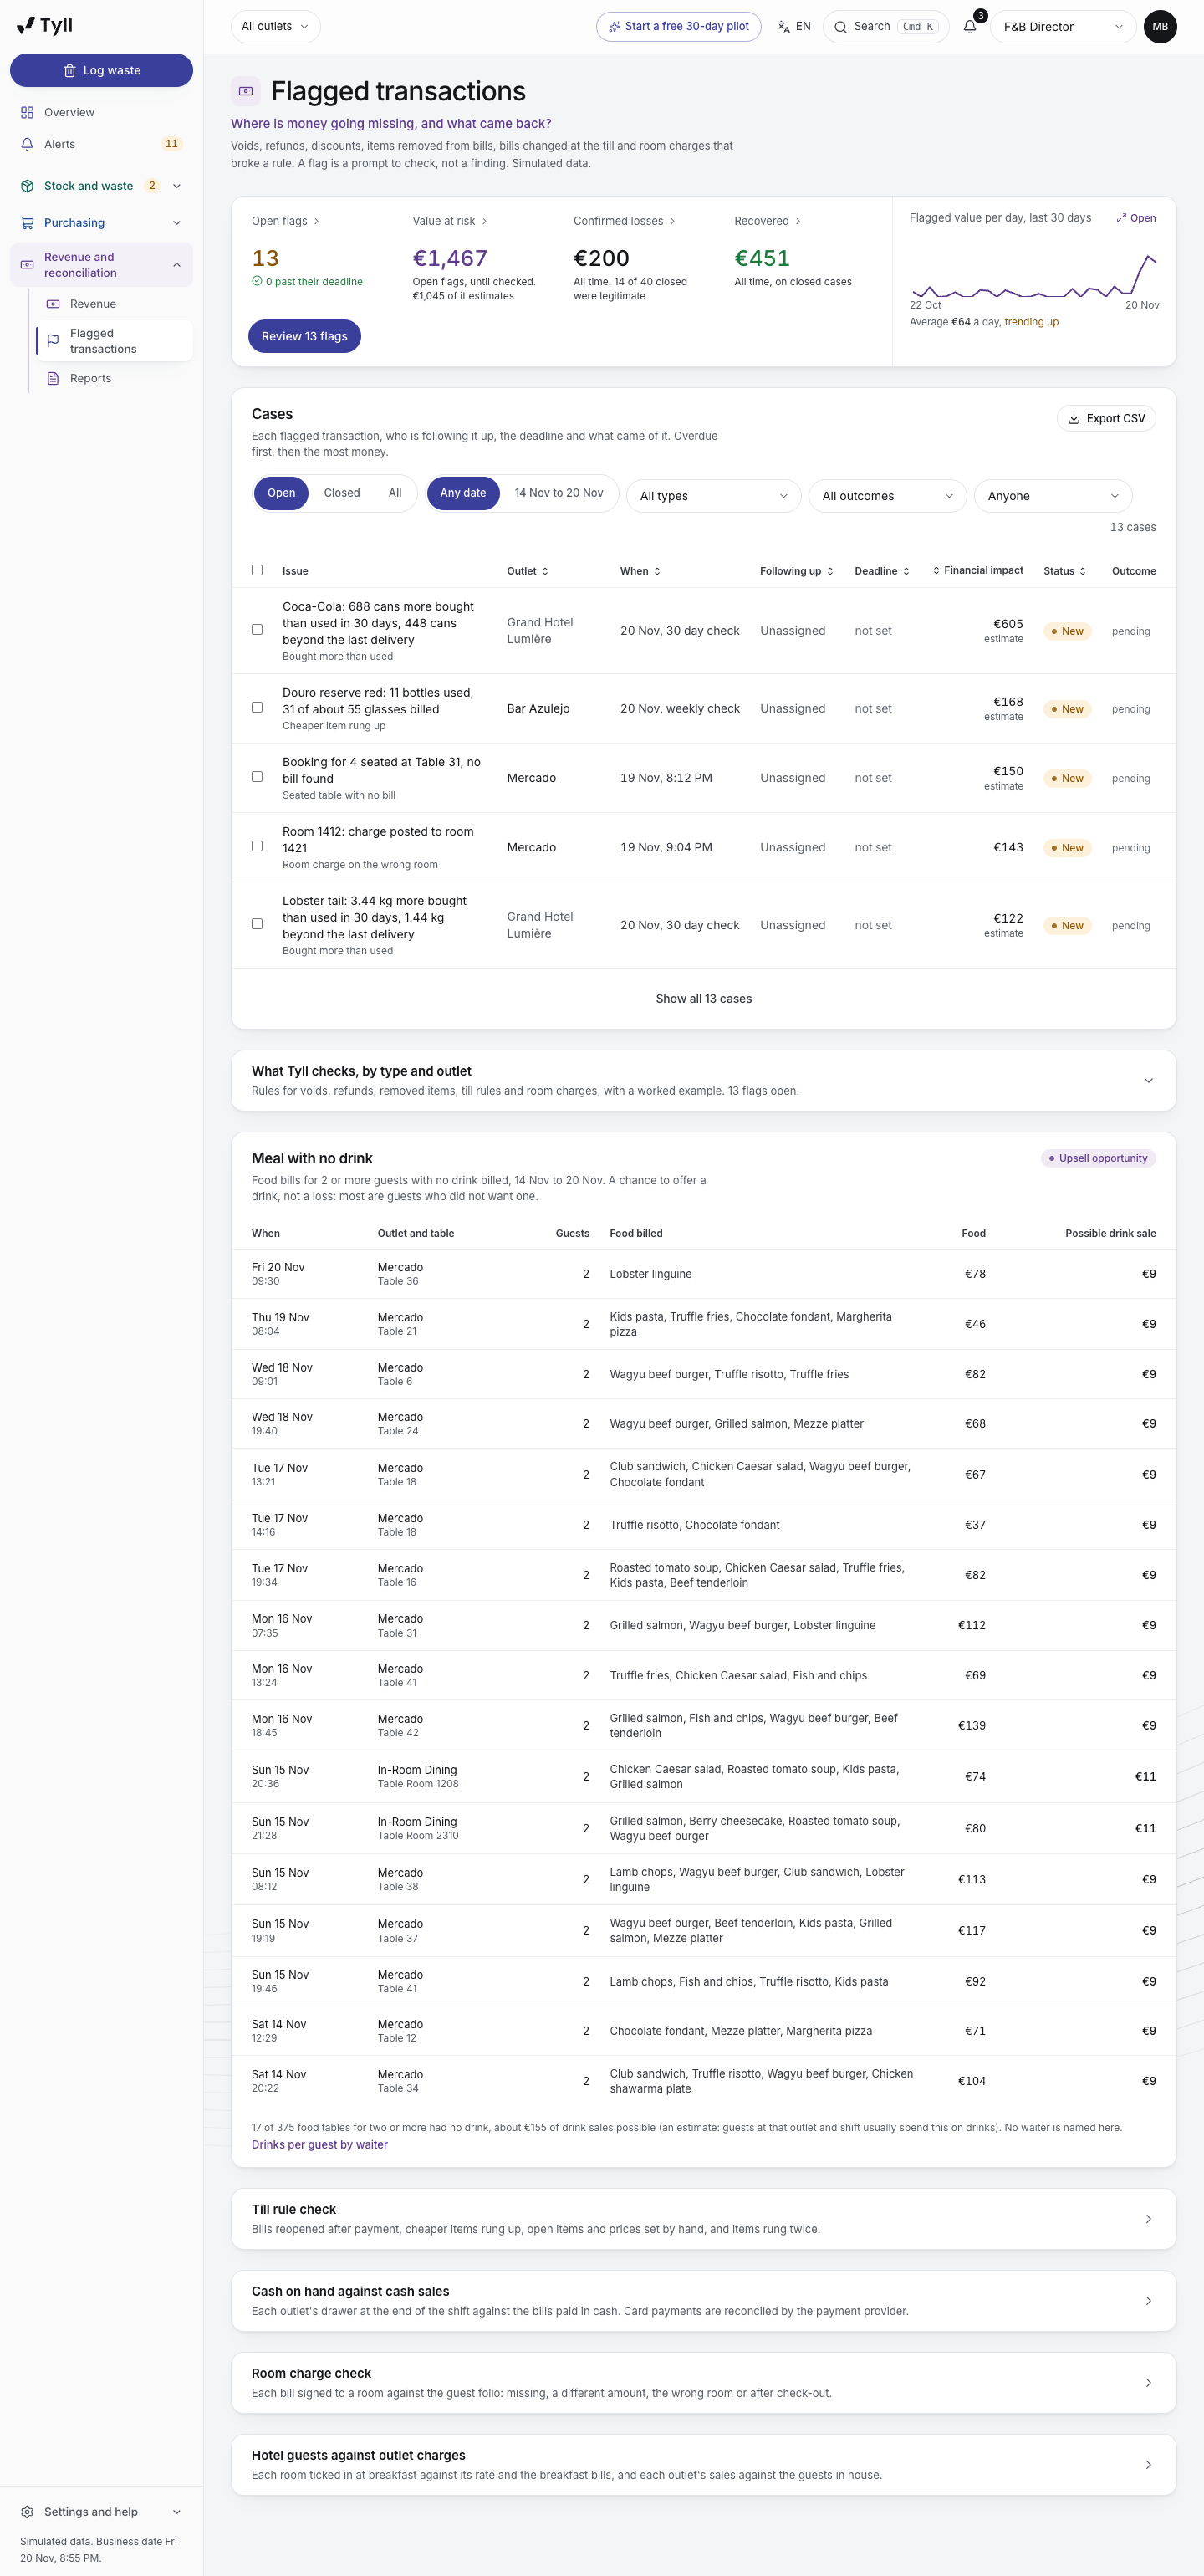 Tyll
Log waste
Overview
Alerts 11
Stock and waste 2
Purchasing
Revenue and
reconciliation
Revenue
Flagged
transactions
Reports
Settings and help
Simulated data. Business date Fri
20 Nov, 8:55 PM.
All outlets
Start a free 30-day pilot
EN
Search Cmd K
3
F&B Director
MB
Flagged transactions
Where is money going missing, and what came back?
Voids, refunds, discounts, items removed from bills, bills changed at the till and room charges that
broke a rule. A flag is a prompt to check, not a finding. Simulated data.
Open flags
13
0 past their deadline
Value at risk
€1,467
Open flags, until checked.
€1,045 of it estimates
Confirmed losses
€200
All time. 14 of 40 closed
were legitimate
Recovered
€451
All time, on closed cases
Review 13 flags
Flagged value per day, last 30 days
Open
22 Oct 20 Nov
Average €64 a day, trending up
Cases
Each flagged transaction, who is following it up, the deadline and what came of it. Overdue
first, then the most money.
Export CSV
Open Closed All
Any date 14 Nov to 20 Nov
All types
All outcomes
Anyone
13 cases
Issue Outlet When Following up Deadline Financial impact Status Outcome
Coca-Cola: 688 cans more bought
than used in 30 days, 448 cans
beyond the last delivery
Bought more than used
Grand Hotel
Lumière
20 Nov, 30 day check Unassigned not set
€605
estimate
New pending
Douro reserve red: 11 bottles used,
31 of about 55 glasses billed
Cheaper item rung up
Bar Azulejo 20 Nov, weekly check Unassigned not set
€168
estimate
New pending
Booking for 4 seated at Table 31, no
bill found
Seated table with no bill
Mercado 19 Nov, 8:12 PM Unassigned not set
€150
estimate
New pending
Room 1412: charge posted to room
1421
Room charge on the wrong room
Mercado 19 Nov, 9:04 PM Unassigned not set €143 New pending
Lobster tail: 3.44 kg more bought
than used in 30 days, 1.44 kg
beyond the last delivery
Bought more than used
Grand Hotel
Lumière
20 Nov, 30 day check Unassigned not set
€122
estimate
New pending
Show all 13 cases
What Tyll checks, by type and outlet
Rules for voids, refunds, removed items, till rules and room charges, with a worked example. 13 flags open.
Meal with no drink
Upsell opportunity
Food bills for 2 or more guests with no drink billed, 14 Nov to 20 Nov. A chance to offer a
drink, not a loss: most are guests who did not want one.
When Outlet and table Guests Food billed Food Possible drink sale
Fri 20 Nov Mercado
09:30 Table 36
2 Lobster linguine €78 €9
Thu 19 Nov Mercado
08:04 Table 21
2 Kids pasta, Truffle fries, Chocolate fondant, Margherita
pizza
€46 €9
Wed 18 Nov Mercado
09:01 Table 6
2 Wagyu beef burger, Truffle risotto, Truffle fries €82 €9
Wed 18 Nov Mercado
19:40 Table 24
2 Wagyu beef burger, Grilled salmon, Mezze platter €68 €9
Tue 17 Nov Mercado
13:21 Table 18
2 Club sandwich, Chicken Caesar salad, Wagyu beef burger,
Chocolate fondant
€67 €9
Tue 17 Nov Mercado
14:16 Table 18
2 Truffle risotto, Chocolate fondant €37 €9
Tue 17 Nov Mercado
19:34 Table 16
2 Roasted tomato soup, Chicken Caesar salad, Truffle fries,
Kids pasta, Beef tenderloin
€82 €9
Mon 16 Nov Mercado
07:35 Table 31
2 Grilled salmon, Wagyu beef burger, Lobster linguine €112 €9
Mon 16 Nov Mercado
13:24 Table 41
2 Truffle fries, Chicken Caesar salad, Fish and chips €69 €9
Mon 16 Nov Mercado
18:45 Table 42
2 Grilled salmon, Fish and chips, Wagyu beef burger, Beef
tenderloin
€139 €9
Sun 15 Nov In-Room Dining
20:36 Table Room 1208
2 Chicken Caesar salad, Roasted tomato soup, Kids pasta,
Grilled salmon
€74 €11
Sun 15 Nov In-Room Dining
21:28 Table Room 2310
2 Grilled salmon, Berry cheesecake, Roasted tomato soup,
Wagyu beef burger
€80 €11
Sun 15 Nov Mercado
08:12 Table 38
2 Lamb chops, Wagyu beef burger, Club sandwich, Lobster
linguine
€113 €9
Sun 15 Nov Mercado
19:19 Table 37
2 Wagyu beef burger, Beef tenderloin, Kids pasta, Grilled
salmon, Mezze platter
€117 €9
Sun 15 Nov Mercado
19:46 Table 41
2 Lamb chops, Fish and chips, Truffle risotto, Kids pasta €92 €9
Sat 14 Nov Mercado
12:29 Table 12
2 Chocolate fondant, Mezze platter, Margherita pizza €71 €9
Sat 14 Nov Mercado
20:22 Table 34
2 Club sandwich, Truffle risotto, Wagyu beef burger, Chicken
shawarma plate
€104 €9
17 of 375 food tables for two or more had no drink, about €155 of drink sales possible (an estimate: guests at that outlet and shift usually spend this on drinks). No waiter is named here.
Drinks per guest by waiter
Till rule check
Bills reopened after payment, cheaper items rung up, open items and prices set by hand, and items rung twice.
Cash on hand against cash sales
Each outlet's drawer at the end of the shift against the bills paid in cash. Card payments are reconciled by the payment provider.
Room charge check
Each bill signed to a room against the guest folio: missing, a different amount, the wrong room or after check-out.
Hotel guests against outlet charges
Each room ticked in at breakfast against its rate and the breakfast bills, and each outlet's sales against the guests in house.